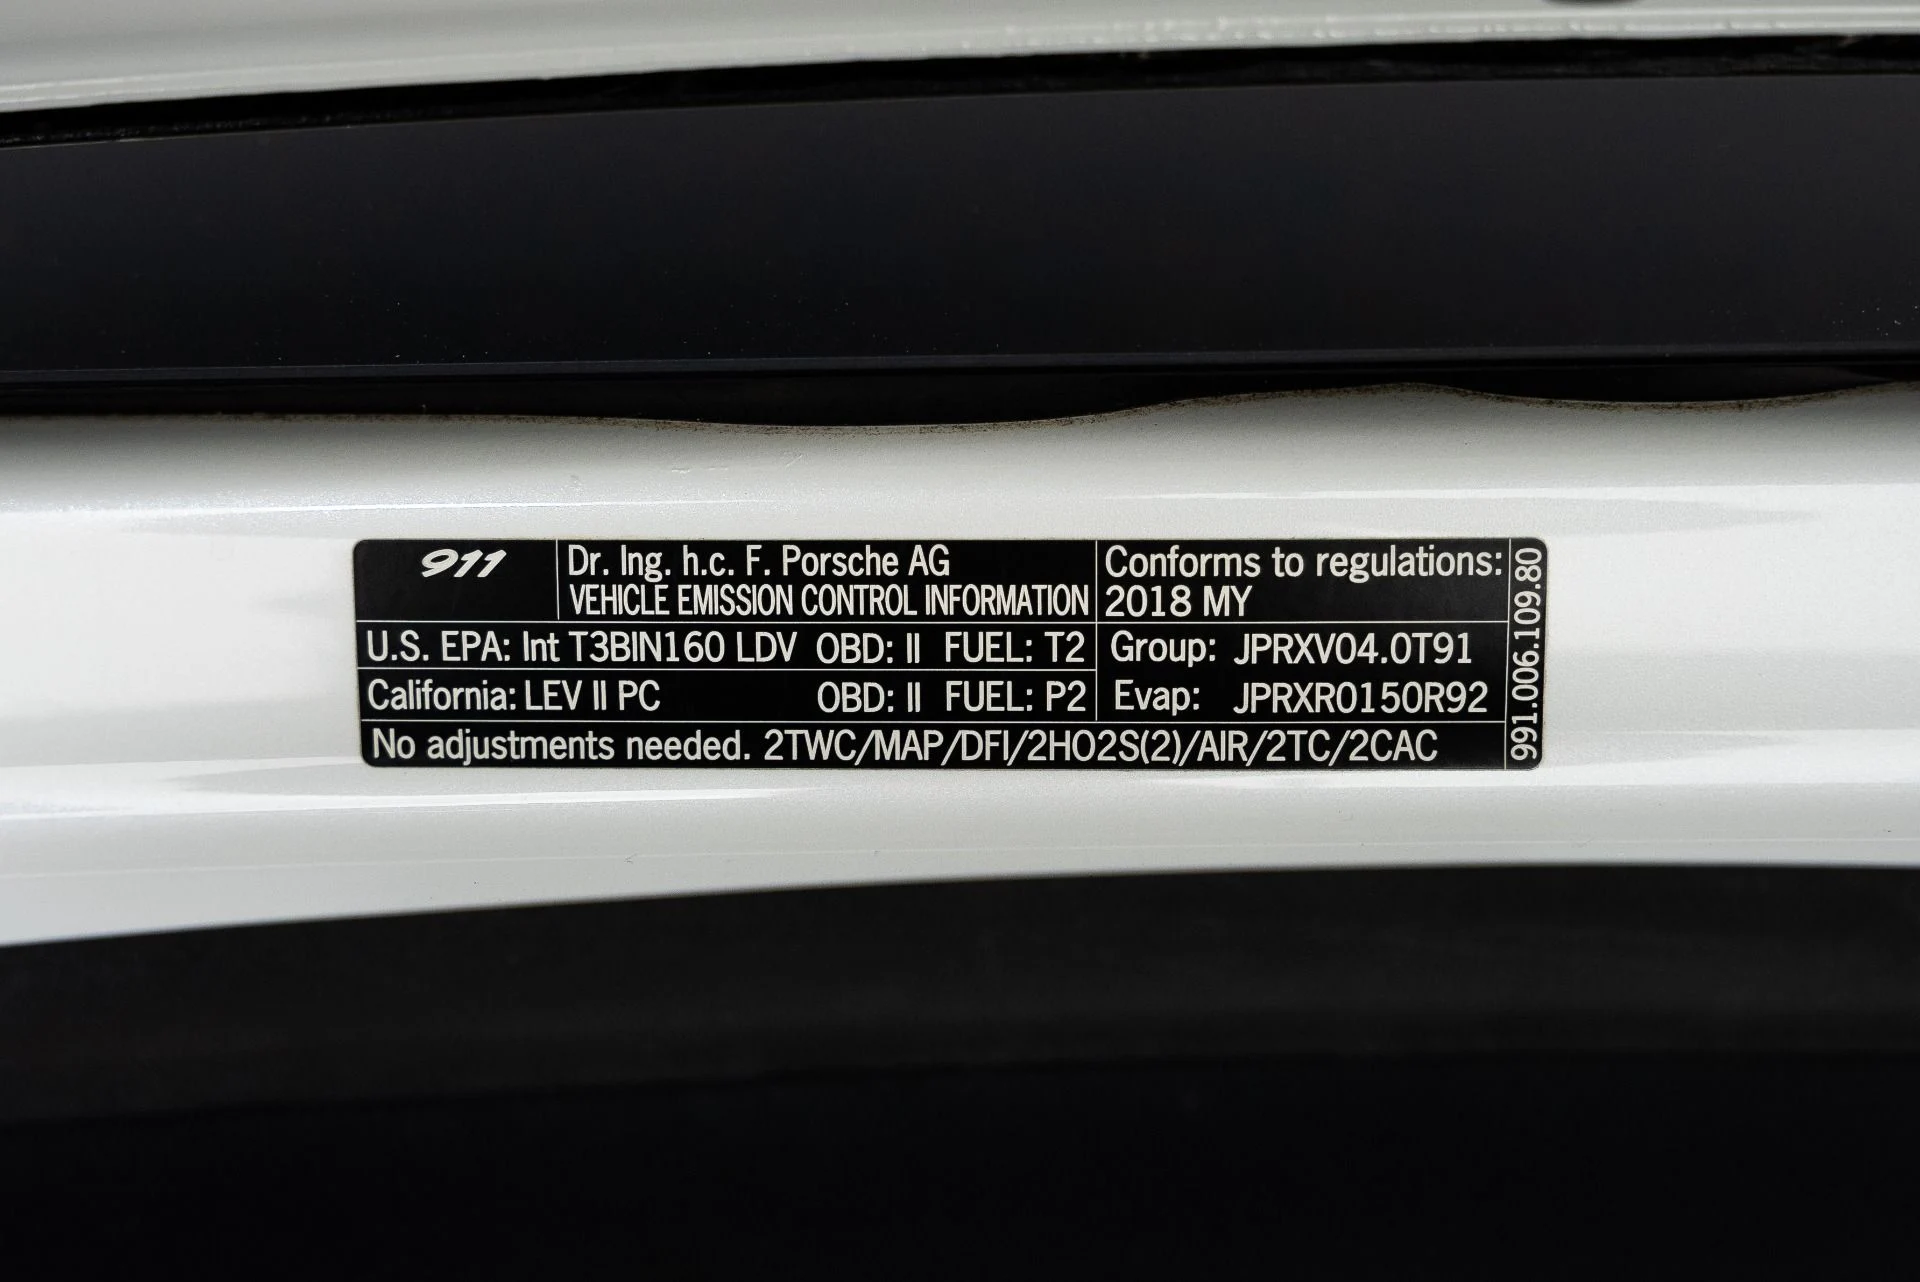 911
Dr. Ing. h.c. F. Porsche AG
VEHICLE EMISSION CONTROL INFORMATION
Conforms to regulations:
2018 MY
U.S. EPA: Int T3BIN160 LDV OBD: II FUEL: T2
Group: JPRXV04.0T91
California: LEV II PC OBD: II FUEL: P2
Evap: JPRXR0150R92
No adjustments needed. 2TWC/MAP/DFI/2HO2S(2)/AIR/2TC/2CAC
991.006.109.80